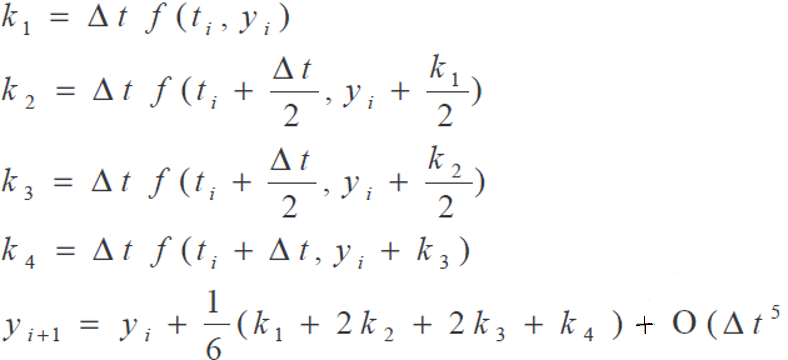 k₁ = Δt f(tᵢ, yᵢ)
k₂ = Δt f(tᵢ + Δt/2, yᵢ + k₁/2)
k₃ = Δt f(tᵢ + Δt/2, yᵢ + k₂/2)
k₄ = Δt f(tᵢ + Δt, yᵢ + k₃)
yᵢ₊₁ = yᵢ + 1/6(k₁ + 2k₂ + 2k₃ + k₄) + O(Δt⁵